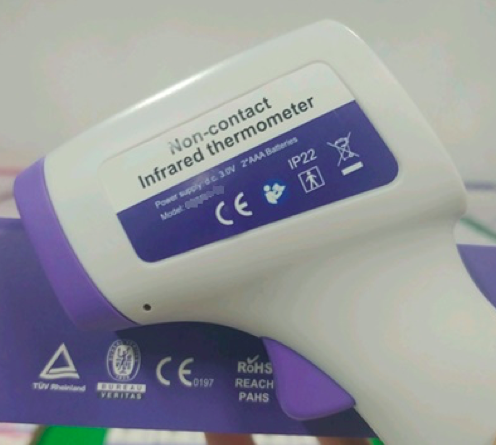 Non-contact
Infrared thermometer
Power supply: d.c. 3.0V 2*AAA Batteries
Model:
IP22
CE
TÜV Rheinland
BUREAU
VERITAS
CE 0197
RoHS
REACH
PAHS